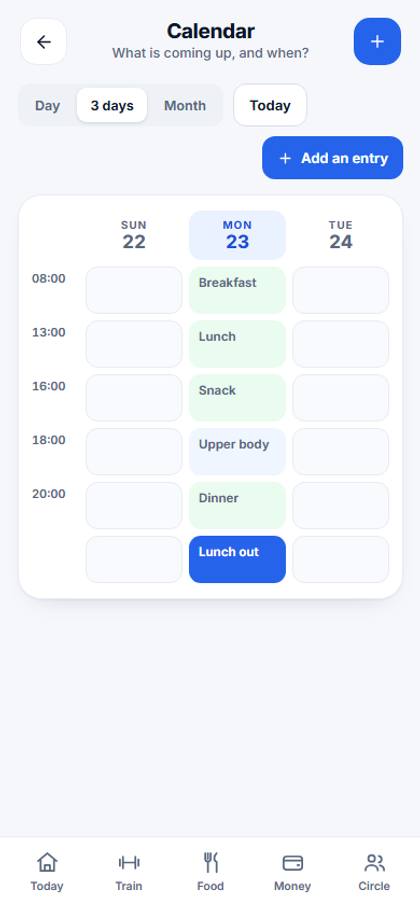 Calendar
What is coming up, and when?
Day
3 days
Month
Today
Add an entry
SUN
22
MON
23
TUE
24
08:00
Breakfast
13:00
Lunch
16:00
Snack
18:00
Upper body
20:00
Dinner
Lunch out
Today
Train
Food
Money
Circle